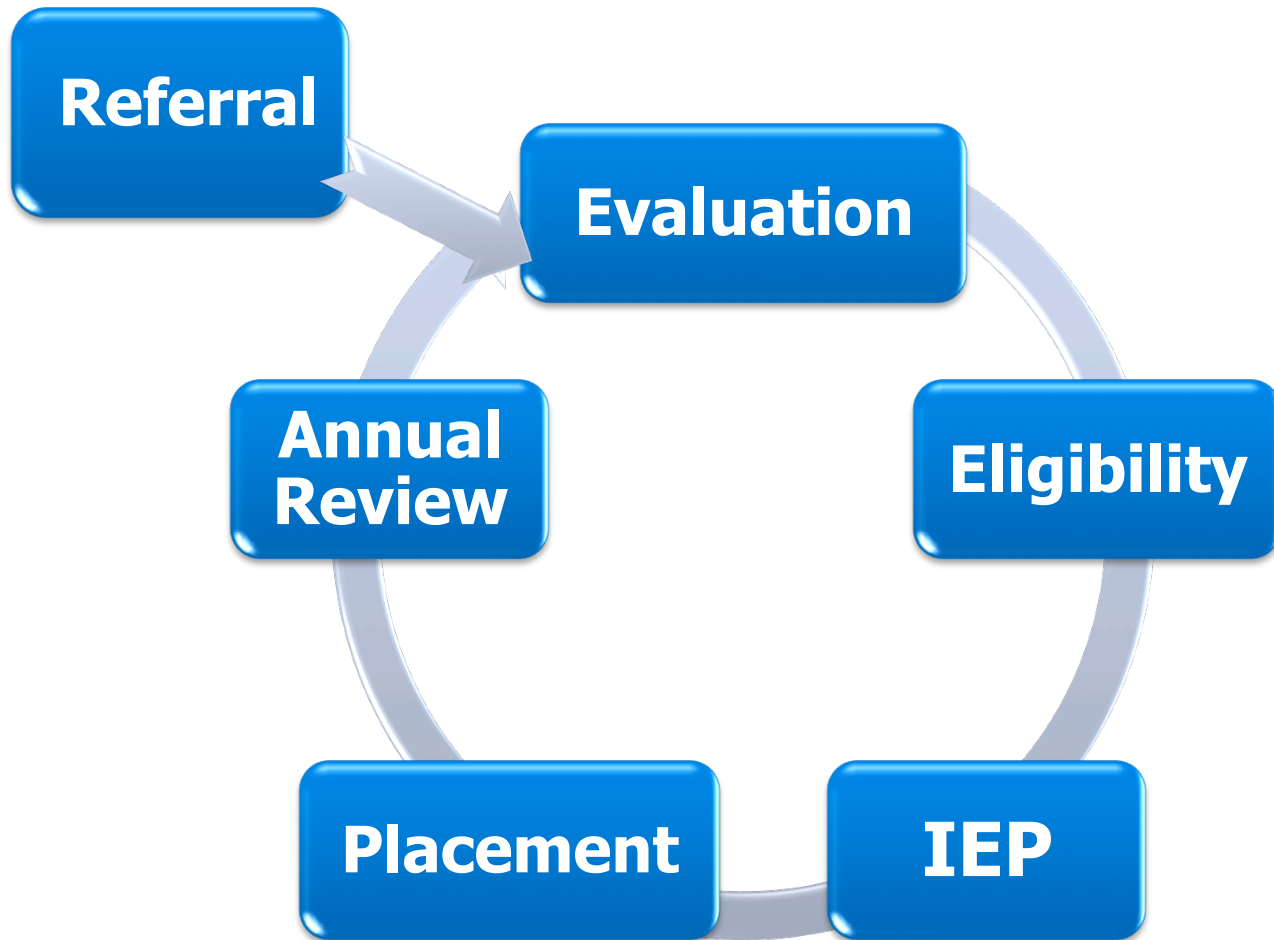 Referral
Evaluation
Eligibility
IEP
Placement
Annual
Review